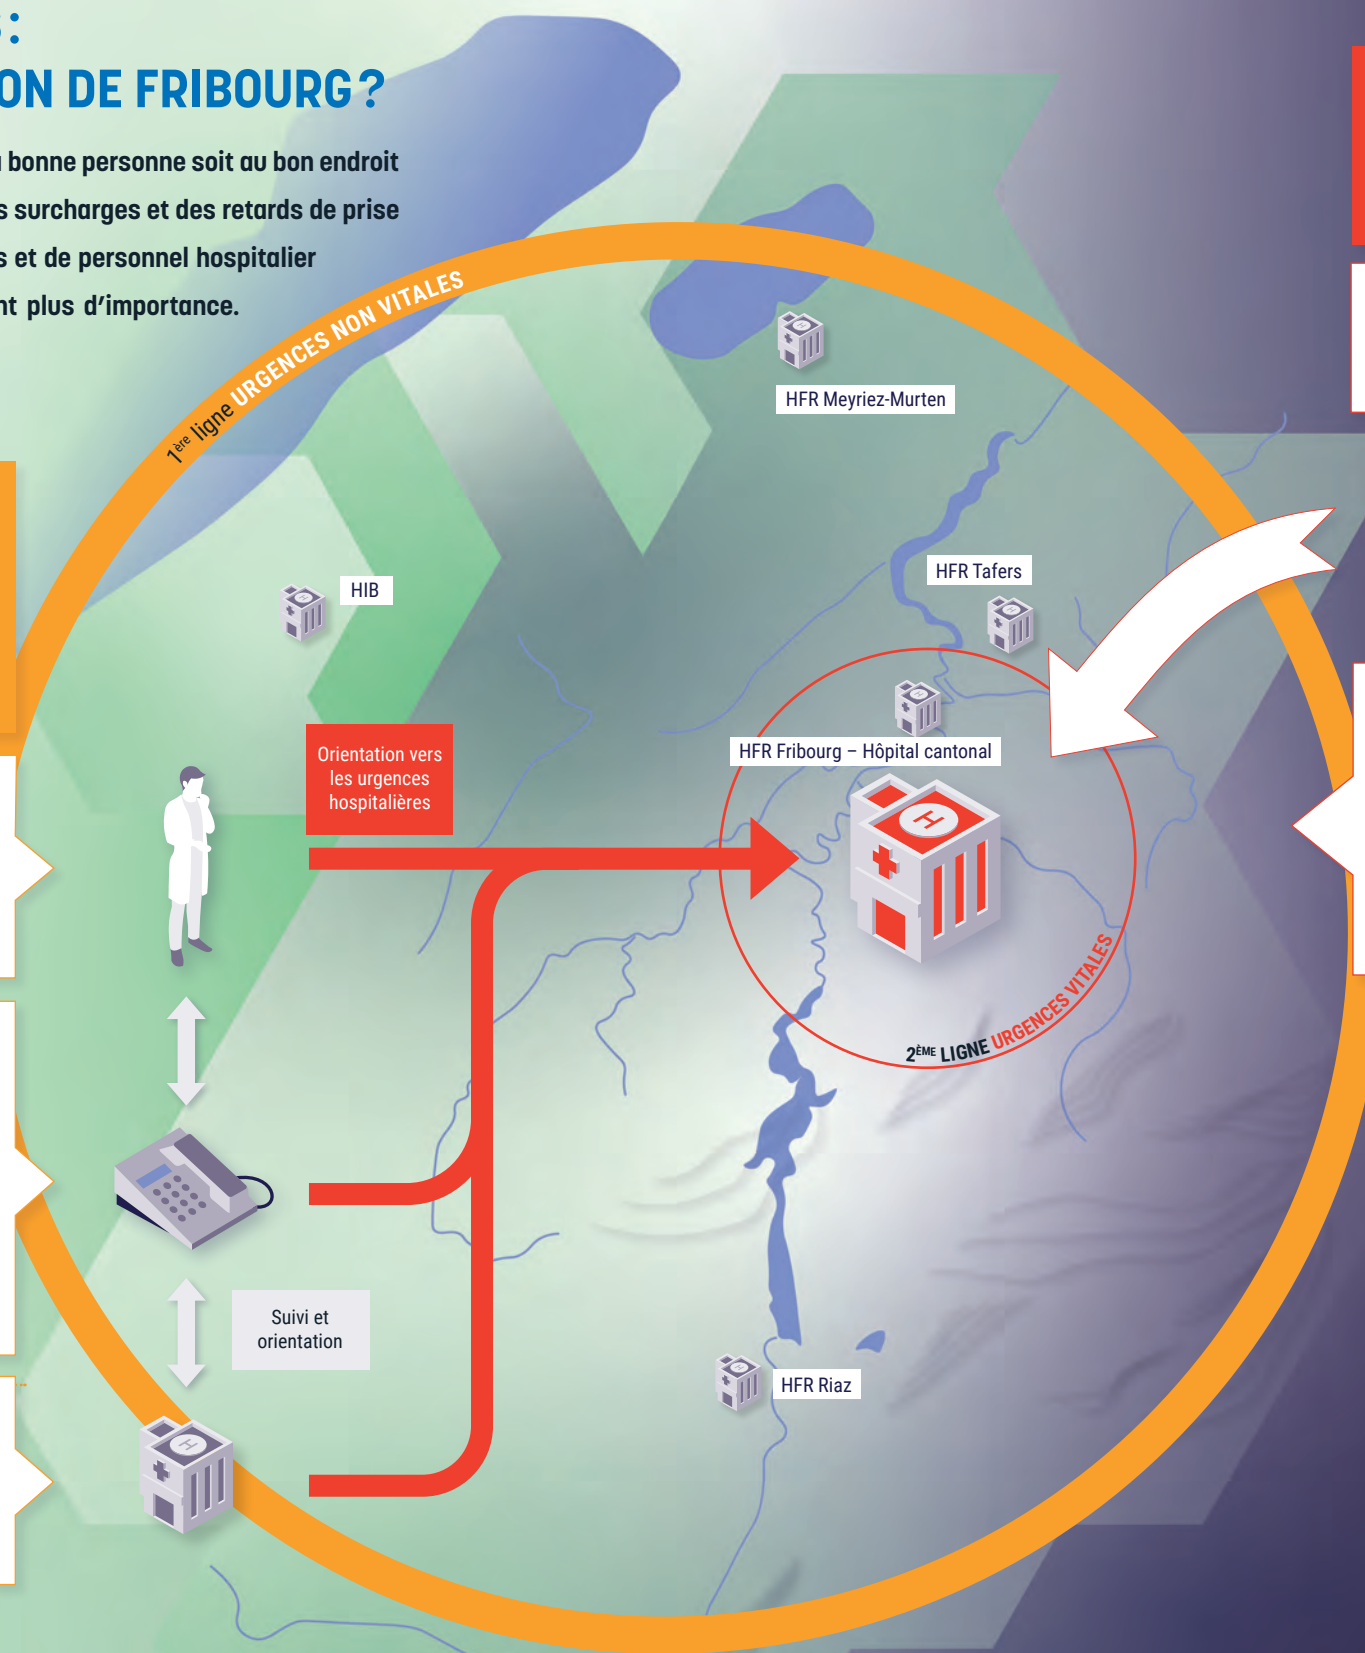 :
ON DE FRIBOURG ?
bonne personne soit au bon endroit
surcharges et des retards de prise
et de personnel hospitalier
plus d’importance.
1ère ligne URGENCES NON VITALES
HFR Meyriez-Murten
HFR Tafers
HIB
HFR Fribourg – Hôpital cantonal
Orientation vers
les urgences
hospitalières
2ÈME LIGNE URGENCES VITALES
Suivi et
orientation
HFR Riaz